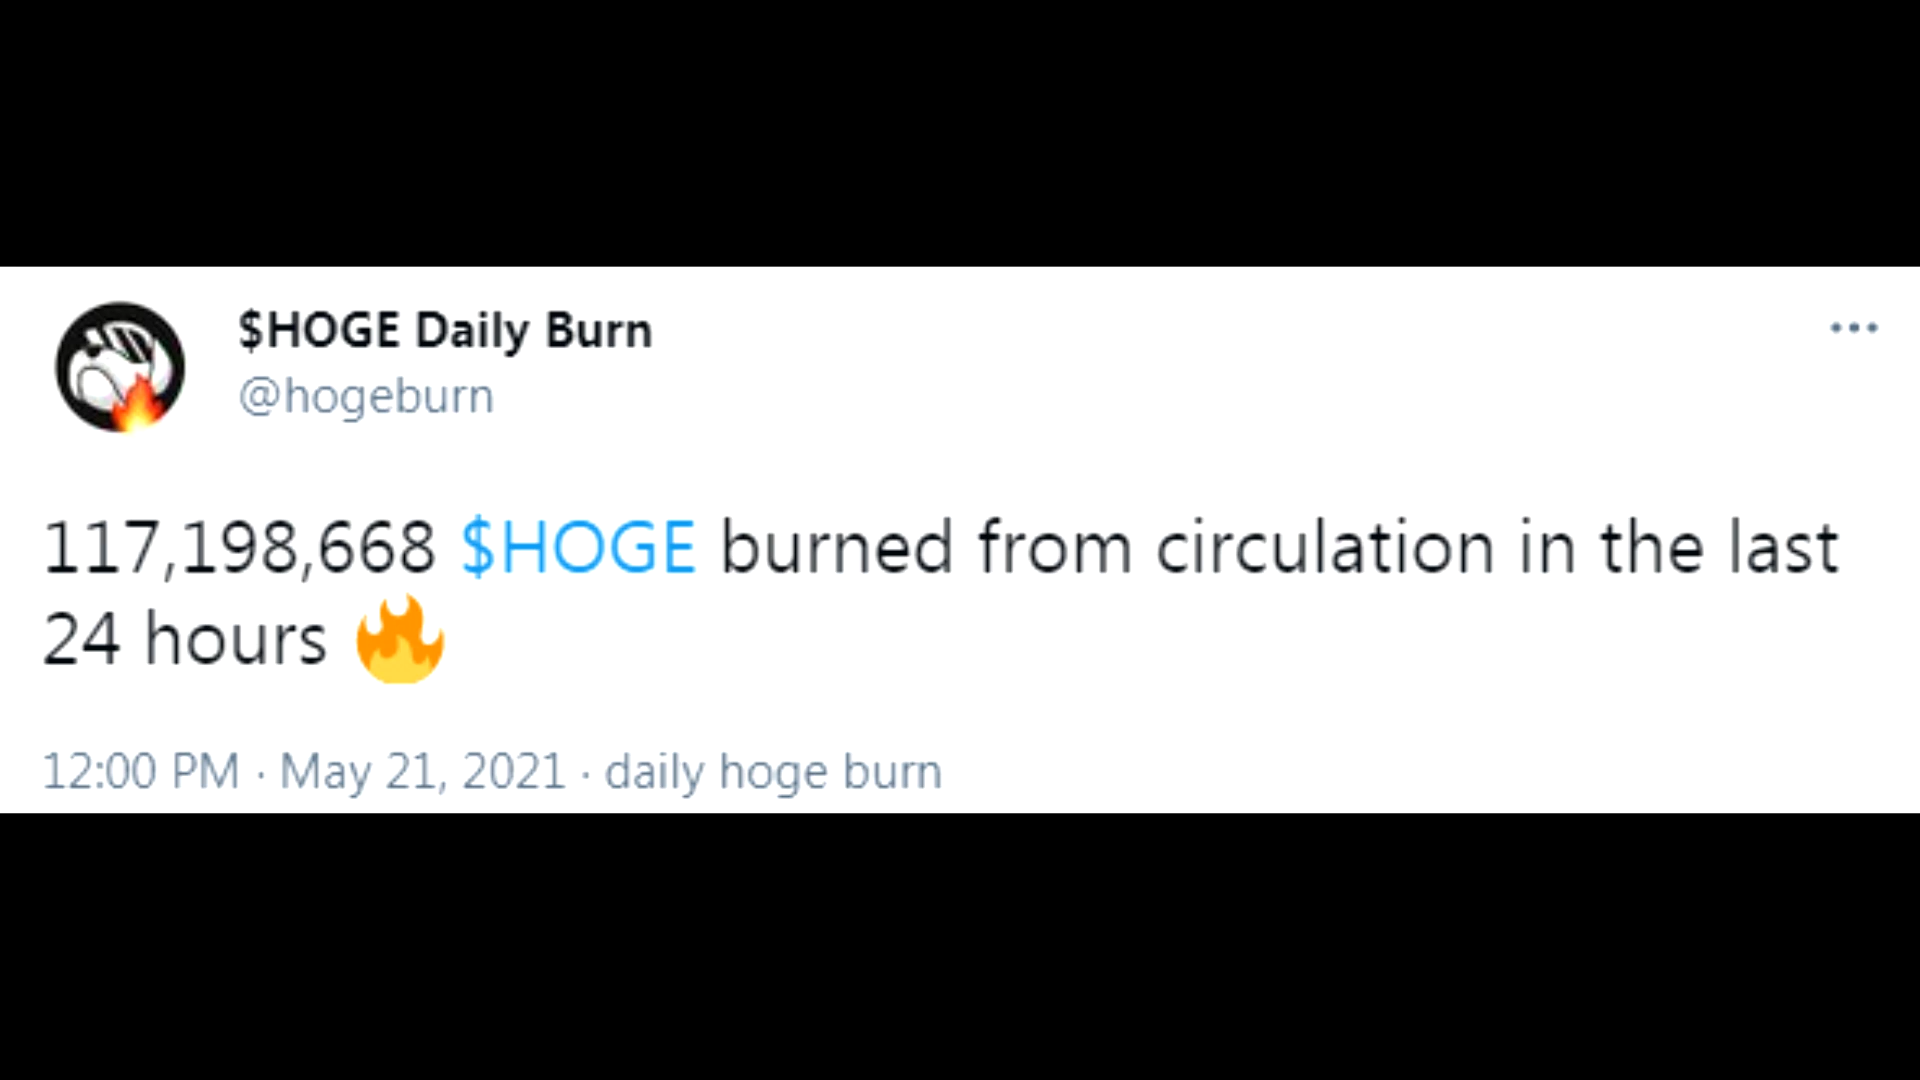 $HOGE Daily Burn
@hogeburn
117,198,668 $HOGE burned from circulation in the last
24 hours 🔥
12:00 PM · May 21, 2021 · daily hoge burn